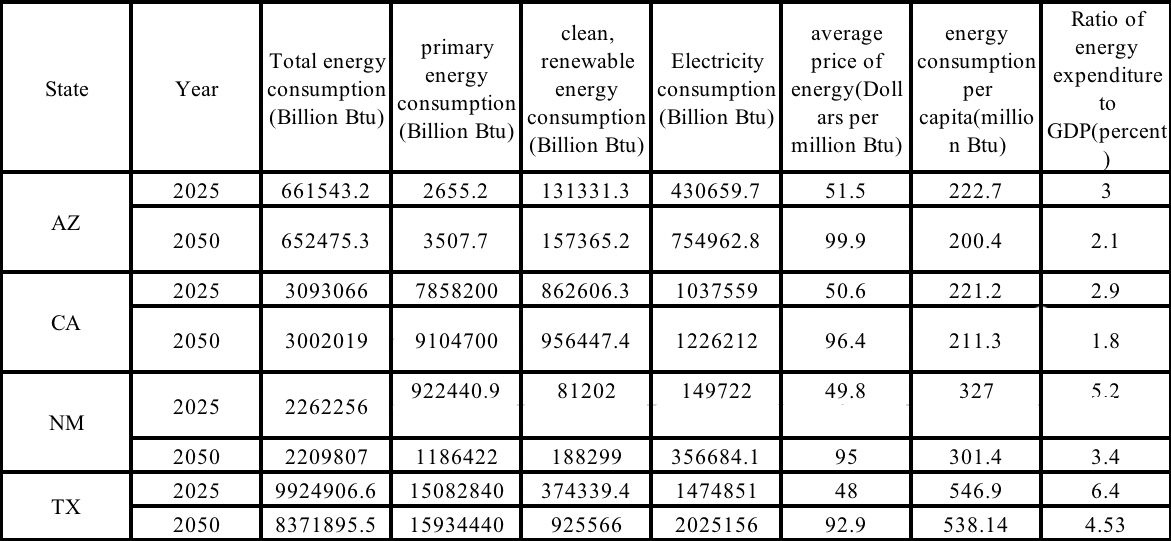 State Year Total energy consumption (Billion Btu) primary energy consumption (Billion Btu) clean, renewable energy consumption (Billion Btu) Electricity consumption (Billion Btu) average price of energy(Doll ars per million Btu) energy consumption per capita(millio n Btu) Ratio of energy expenditure to GDP(percent )
AZ 2025 661543.2 2655.2 131331.3 430659.7 51.5 222.7 3
2050 652475.3 3507.7 157365.2 754962.8 99.9 200.4 2.1
CA 2025 3093066 7858200 862606.3 1037559 50.6 221.2 2.9
2050 3002019 9104700 956447.4 1226212 96.4 211.3 1.8
NM 2025 2262256 922440.9 81202 149722 49.8 327 5.2
2050 2209807 1186422 188299 356684.1 95 301.4 3.4
TX 2025 9924906.6 15082840 374339.4 1474851 48 546.9 6.4
2050 8371895.5 15934440 925566 2025156 92.9 538.14 4.53